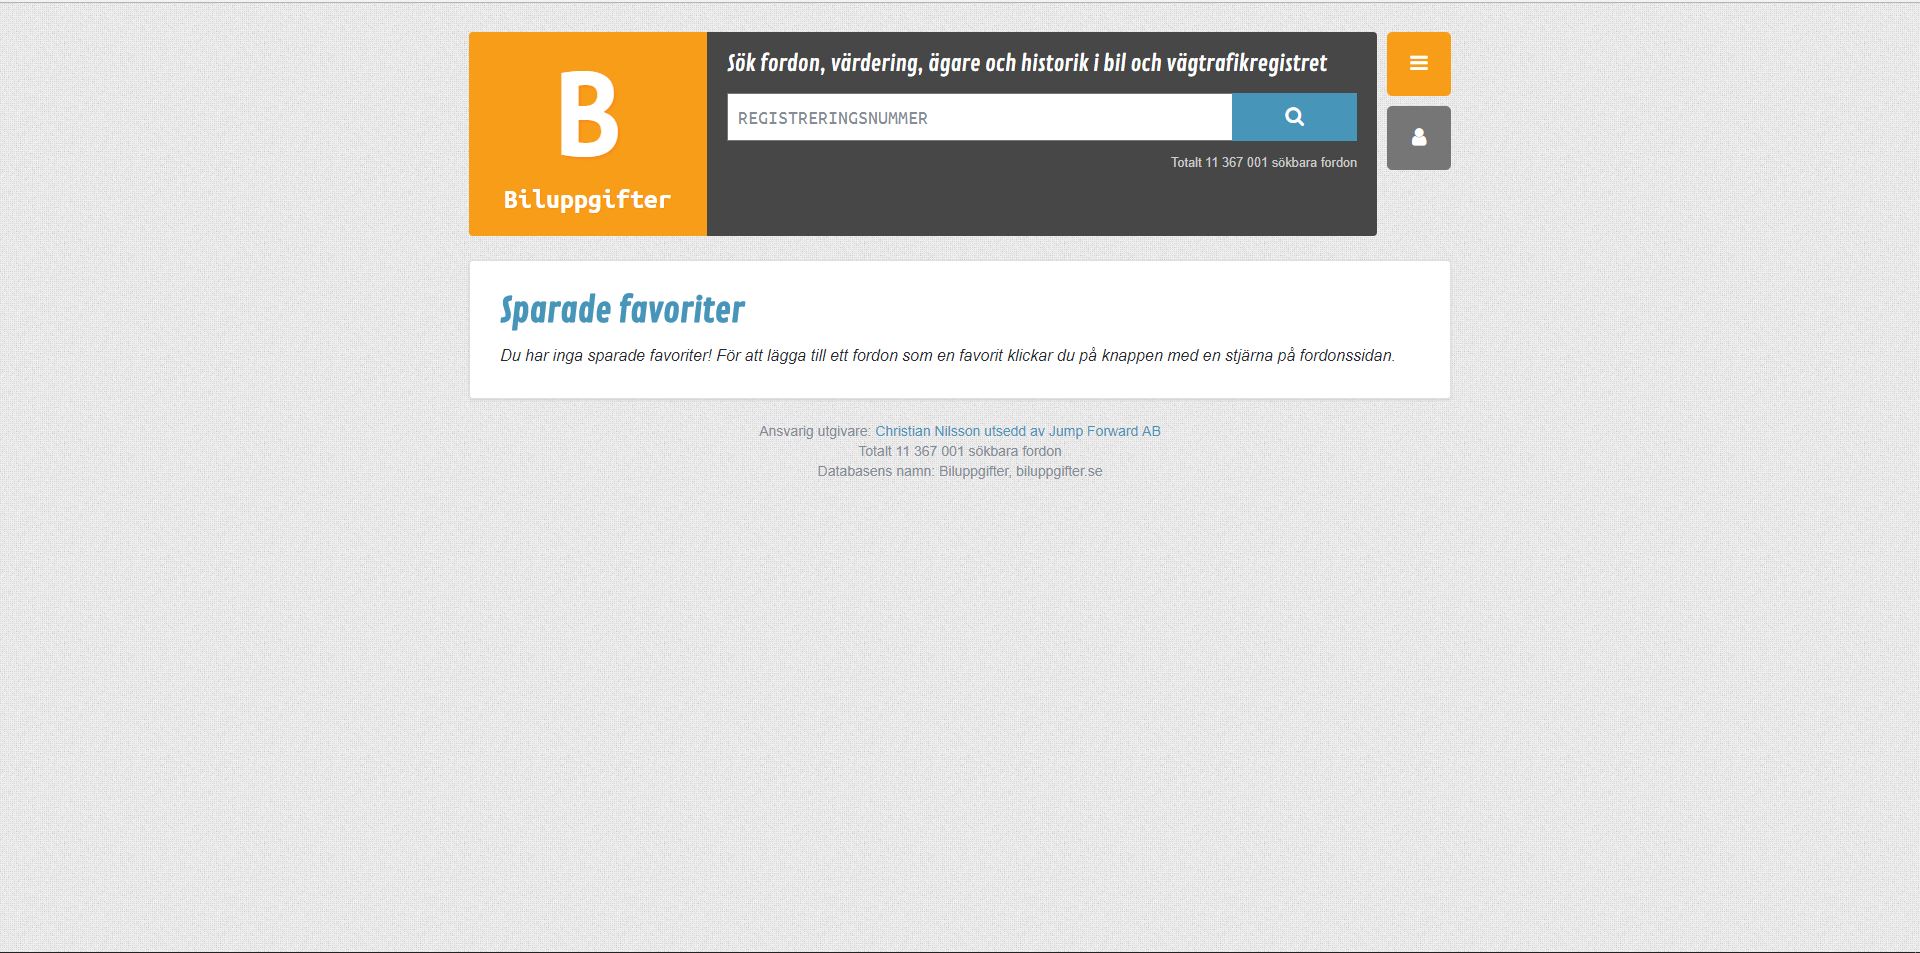 B
Biluppgifter
Sök fordon, värdering, ägare och historik i bil och vägtrafikregistret
REGISTRERINGSNUMMER
Totalt 11 367 001 sökbara fordon
Sparade favoriter
Du har inga sparade favoriter! För att lägga till ett fordon som en favorit klickar du på knappen med en stjärna på fordonssidan.
Ansvarig utgivare: Christian Nilsson utsedd av Jump Forward AB
Totalt 11 367 001 sökbara fordon
Databasens namn: Biluppgifter, biluppgifter.se